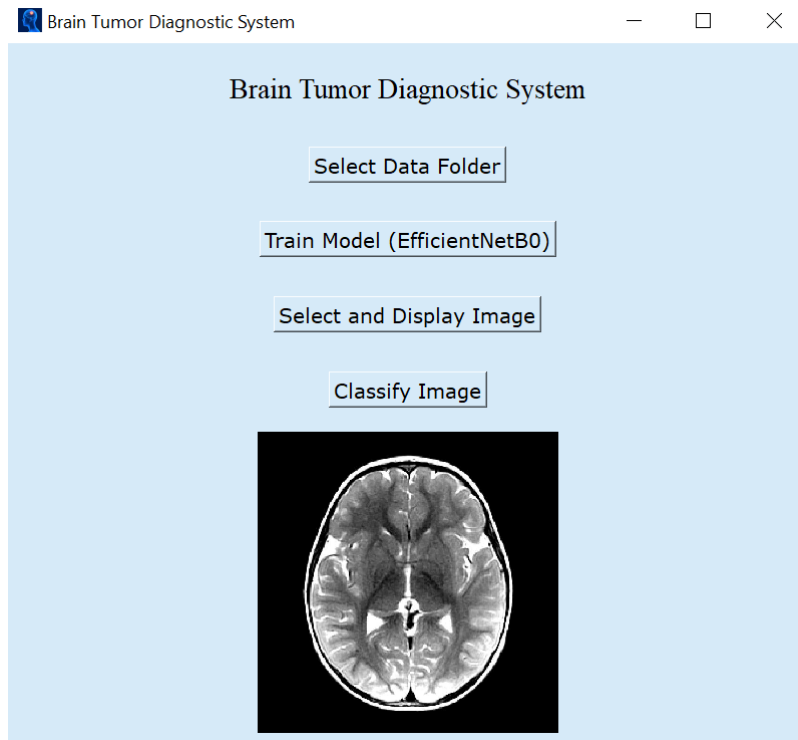 Brain Tumor Diagnostic System
Brain Tumor Diagnostic System
Select Data Folder
Train Model (EfficientNetB0)
Select and Display Image
Classify Image